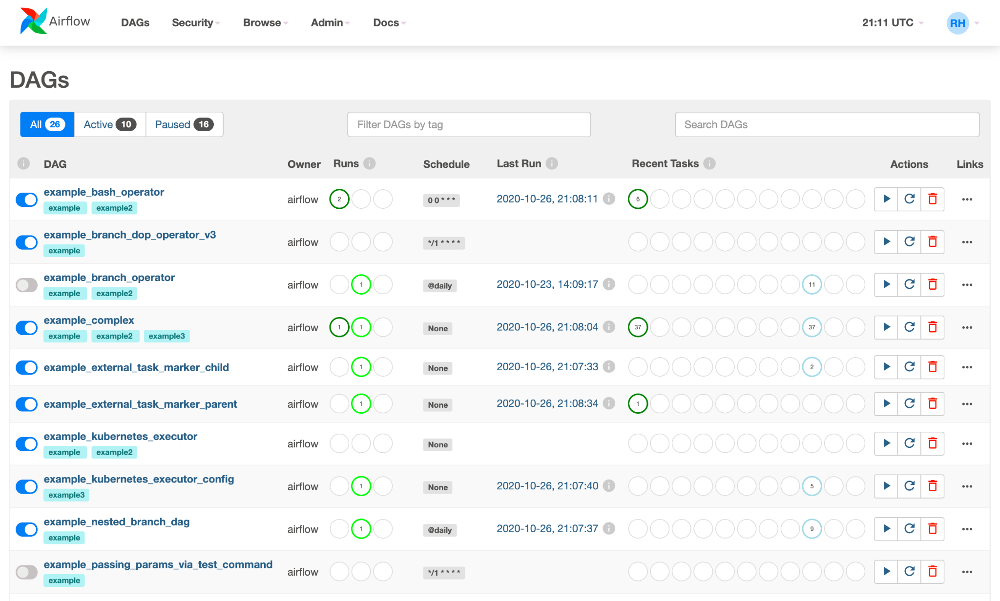 Airflow DAGs Security Browse Admin Docs 21:11 UTC RH
DAGs
All 26 Active 10 Paused 16 Filter DAGs by tag Search DAGs
i DAG Owner Runs i Schedule Last Run i Recent Tasks i Actions Links
example_bash_operator
example example2 airflow 2 0 0 * * * 2020-10-26, 21:08:11 i 6
example_branch_dop_operator_v3
example airflow */1 * * * *
example_branch_operator
example example2 airflow 1 @daily 2020-10-23, 14:09:17 i 11
example_complex
example example2 example3 airflow 1 1 None 2020-10-26, 21:08:04 i 37 37
example_external_task_marker_child airflow 1 None 2020-10-26, 21:07:33 i 2
example_external_task_marker_parent airflow 1 None 2020-10-26, 21:08:34 i 1
example_kubernetes_executor
example example2 airflow None
example_kubernetes_executor_config
example3 airflow 1 None 2020-10-26, 21:07:40 i 5
example_nested_branch_dag
example airflow 1 @daily 2020-10-26, 21:07:37 i 9
example_passing_params_via_test_command
example airflow */1 * * * *